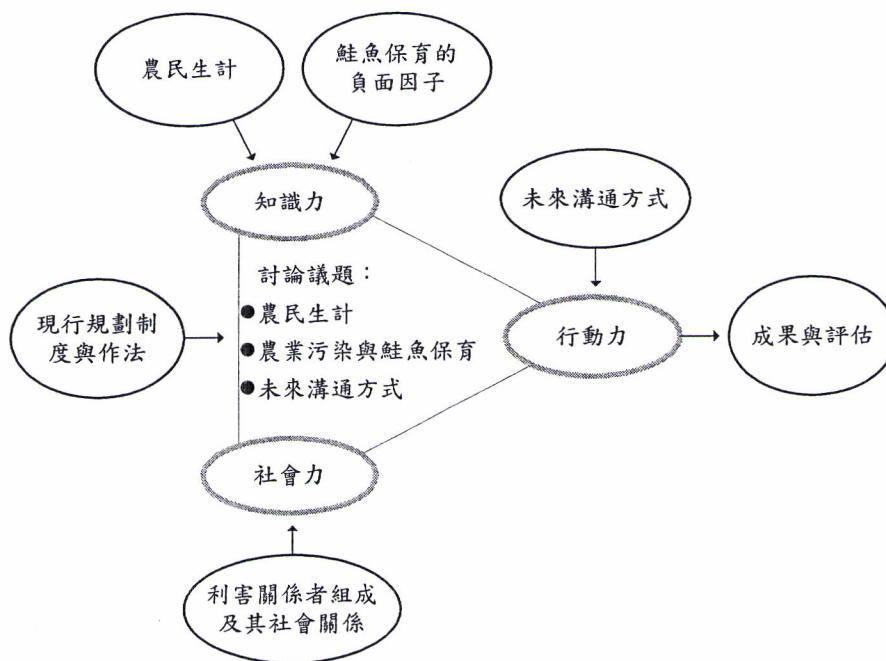 農民生計
鮭魚保育的
負面因子
知識力
未來溝通方式
討論議題：
●農民生計
●農業污染與鮭魚保育
●未來溝通方式
現行規劃制
度與作法
行動力
成果與評估
社會力
利害關係者組成
及其社會關係